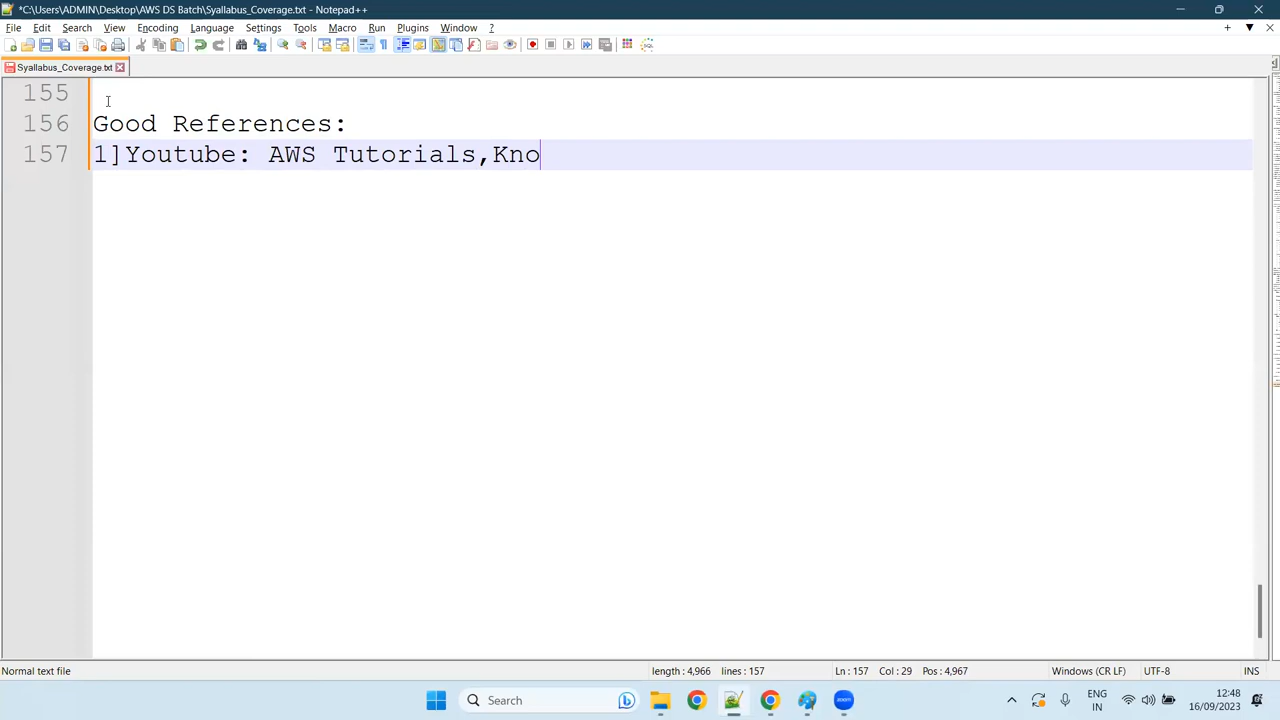 *C:\Users\ADMIN\Desktop\AWS DS Batch\Syallabus_Coverage.txt - Notepad++
File Edit Search View Encoding Language Settings Tools Macro Run Plugins Window ?
Syallabus_Coverage.txt
155
156 Good References:
157 1]Youtube: AWS Tutorials,Kno
Normal text file length : 4,966 lines : 157 Ln : 157 Col : 29 Pos : 4,967 Windows (CR LF) UTF-8 INS
Search
ENG
IN
12:48
16/09/2023